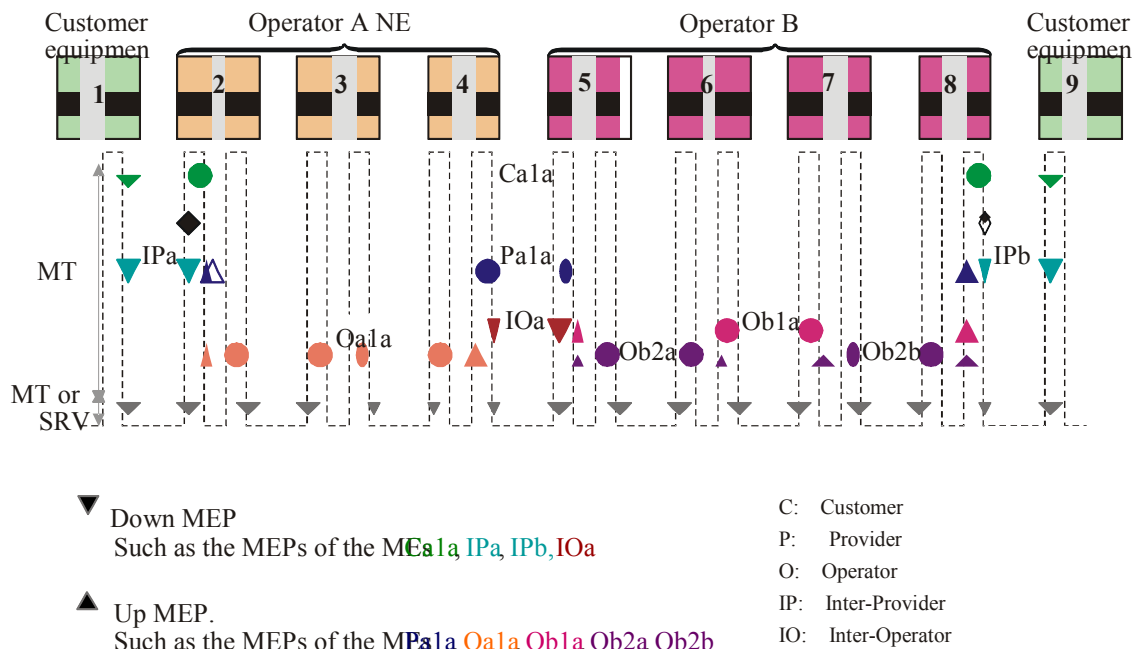 Customer equipmen
Operator A NE
Operator B
Customer equipmen
1 2 3 4 5 6 7 8 9
Ca1a
MT IPa Pa1a IPb
IOa Ob1a
Oa1a Ob2a Ob2b
MT or
SRV
Down MEP
Such as the MEPs of the MEs Ca1a, IPa, IPb, IOa
Up MEP.
Such as the MEPs of the MEs Pa1a Oa1a Ob1a Ob2a Ob2b
C: Customer
P: Provider
O: Operator
IP: Inter-Provider
IO: Inter-Operator